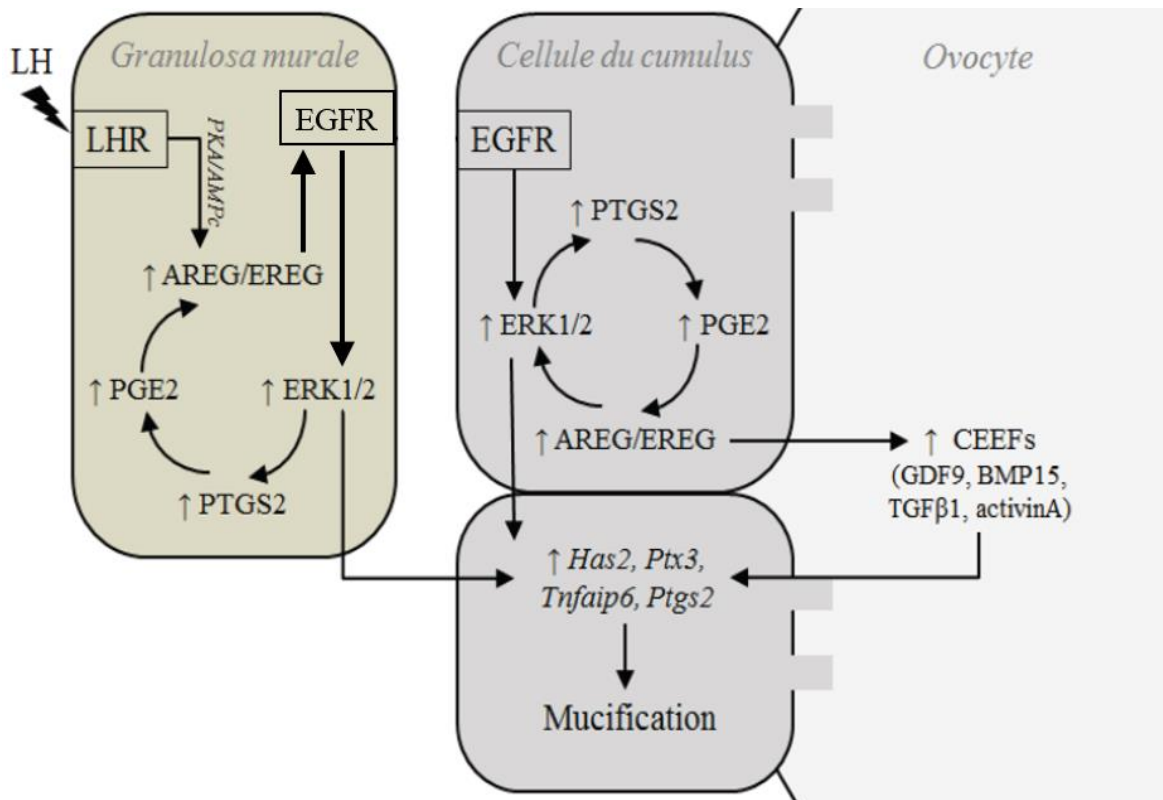 Granulosa murale
LH
LHR
PKA/AMPc
EGFR
↑ AREG/EREG
↑ PGE2
↑ ERK1/2
↑ PTGS2
Cellule du cumulus
EGFR
↑ PTGS2
↑ ERK1/2
↑ PGE2
↑ AREG/EREG
Ovocyte
↑ CEEFs
(GDF9, BMP15,
TGFβ1, activinA)
↑ Has2, Ptx3,
Tnfaip6, Ptgs2
Mucification